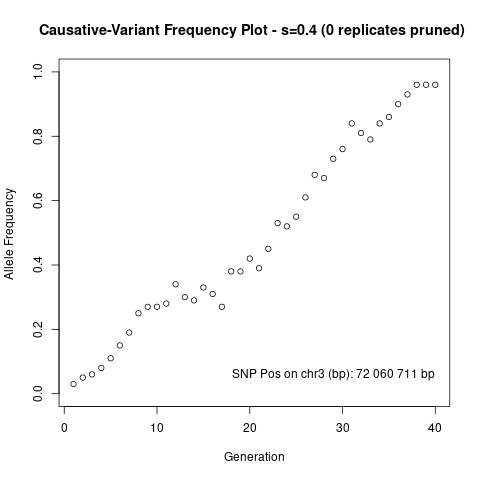 Causative-Variant Frequency Plot - s=0.4 (0 replicates pruned)
1.0
0.8
0.6
0.4
0.2
0.0
Allele Frequency
SNP Pos on chr3 (bp): 72 060 711 bp
0 10 20 30 40
Generation